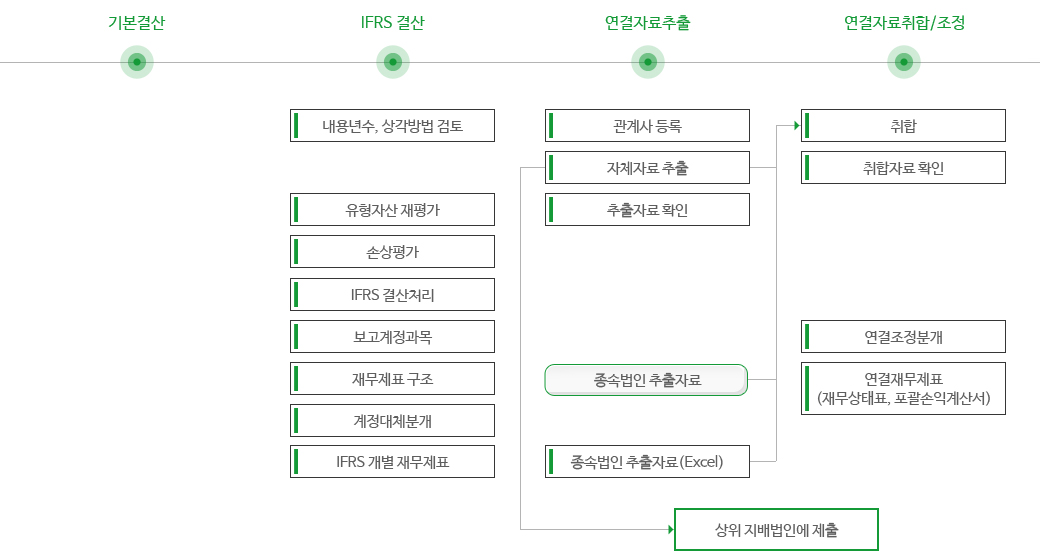 기본결산
IFRS 결산
연결자료추출
연결자료취합/조정
내용년수, 상각방법 검토
유형자산 재평가
손상평가
IFRS 결산처리
보고계정과목
재무제표 구조
계정대체분개
IFRS 개별 재무제표
관계사 등록
자체자료 추출
추출자료 확인
종속법인 추출자료
종속법인 추출자료(Excel)
상위 지배법인에 제출
취합
취합자료 확인
연결조정분개
연결재무제표
(재무상태표, 포괄손익계산서)